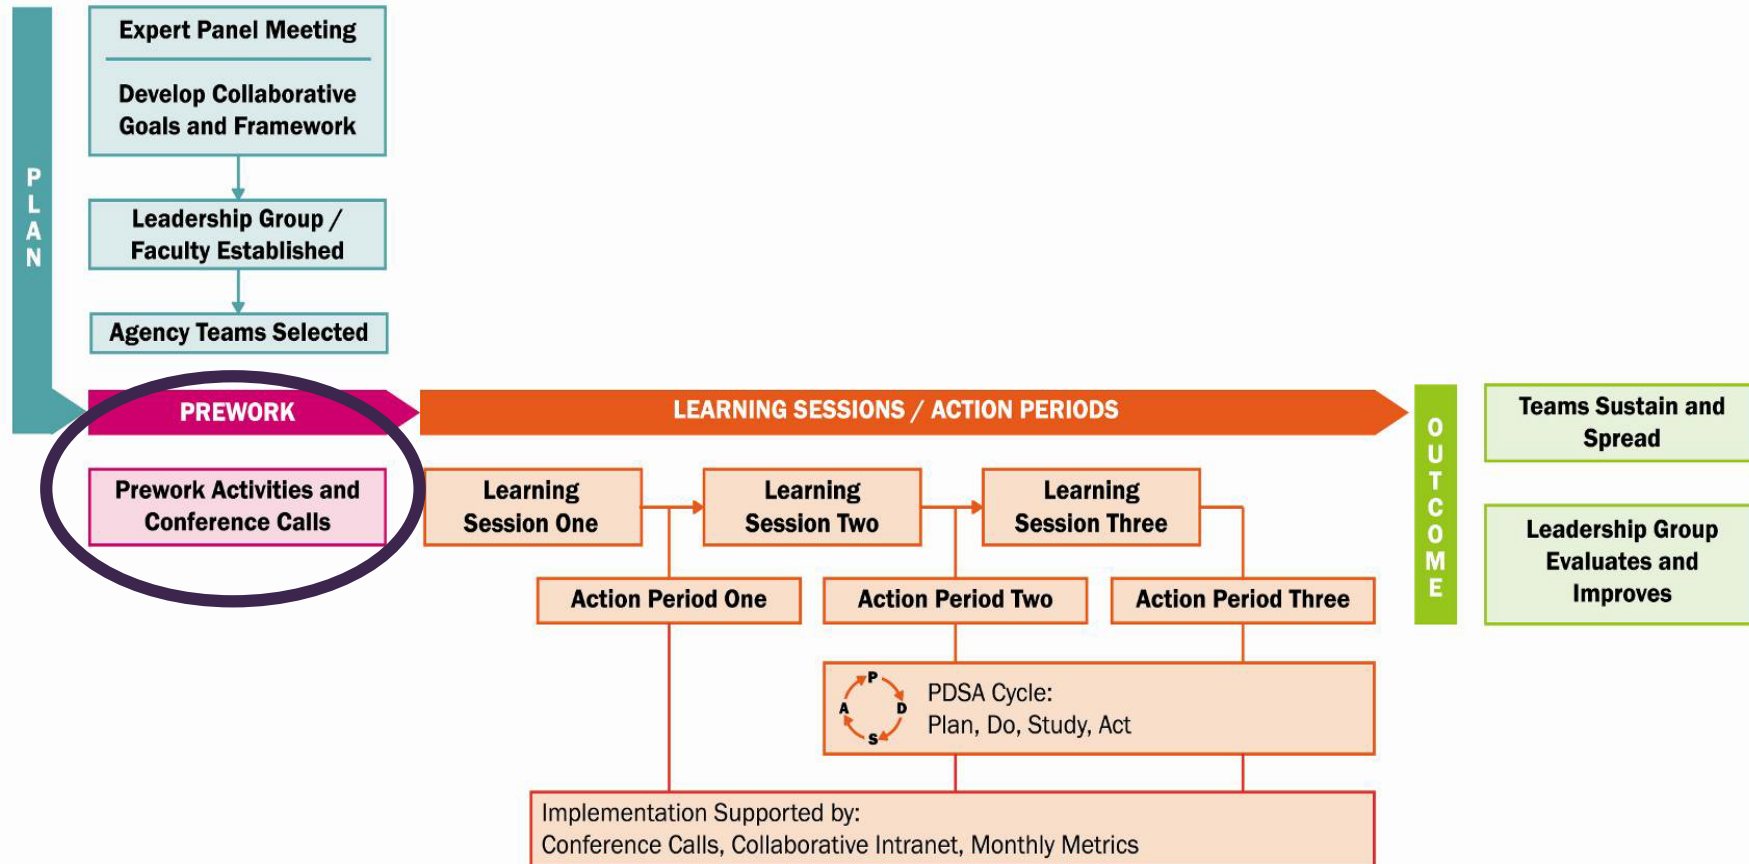 PLAN
Expert Panel Meeting
Develop Collaborative
Goals and Framework
Leadership Group /
Faculty Established
Agency Teams Selected
PREWORK
Prework Activities and
Conference Calls
LEARNING SESSIONS / ACTION PERIODS
Learning
Session One
Learning
Session Two
Learning
Session Three
Action Period One
Action Period Two
Action Period Three
P
D
S
A
PDSA Cycle:
Plan, Do, Study, Act
Implementation Supported by:
Conference Calls, Collaborative Intranet, Monthly Metrics
OUTCOME
Teams Sustain and
Spread
Leadership Group
Evaluates and
Improves